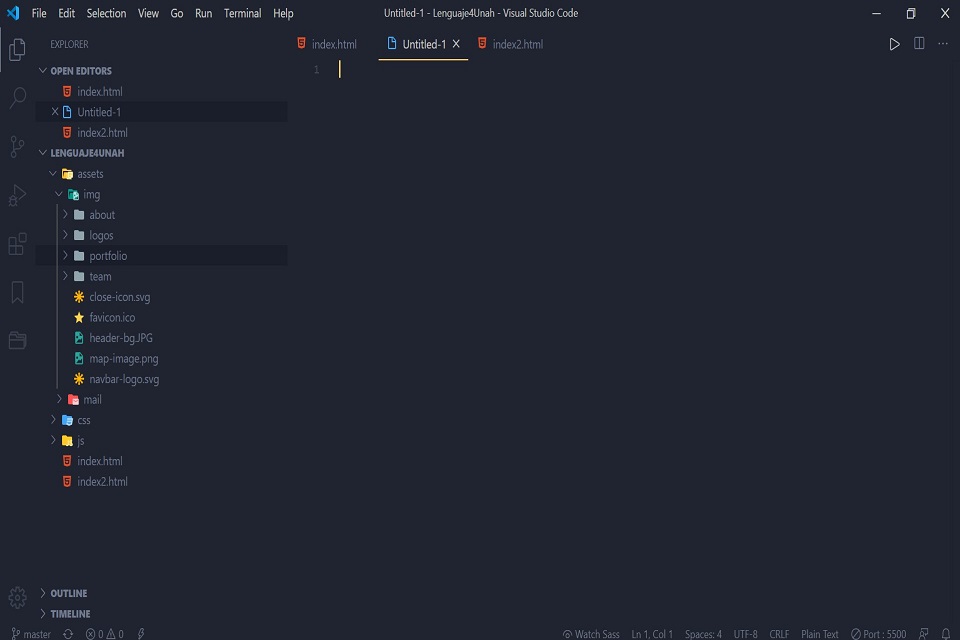 File Edit Selection View Go Run Terminal Help Untitled-1 - Lenguaje4Unah - Visual Studio Code
EXPLORER
index.html Untitled-1 index2.html
OPEN EDITORS
1
index.html
Untitled-1
index2.html
LENGUAJE4UNAH
assets
img
about
logos
portfolio
team
close-icon.svg
favicon.ico
header-bg.JPG
map-image.png
navbar-logo.svg
mail
css
js
index.html
index2.html
OUTLINE
TIMELINE
master 0 0 Watch Sass Ln 1, Col 1 Spaces: 4 UTF-8 CRLF Plain Text Port : 5500